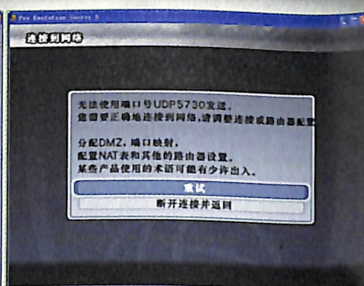 Pro Evolution Soccer 6
连接到网络
无法使用端口号UDP5730发送。
您需要正确地连接到网络,请调整连接或路由器配置
分配DMZ，端口映射，
配置NAT表和其他的路由器设置。
某些产品使用的术语可能有少许出入。
重试
断开连接并返回